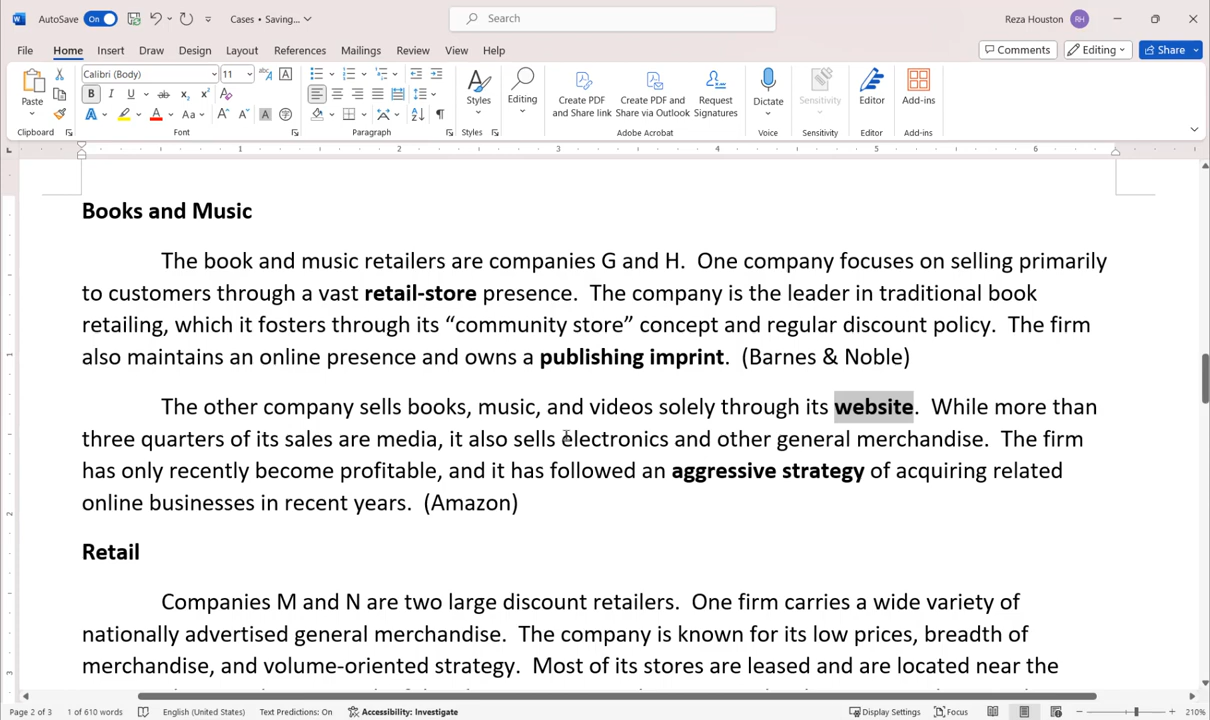 AutoSave On Cases • Saving... Search Reza Houston RH
File Home Insert Draw Design Layout References Mailings Review View Help Comments Editing Share
Calibri (Body) 11
Paste Styles Editing Create PDF and Share link Create PDF and Share via Outlook Request Signatures Dictate Sensitivity Editor Add-ins
Clipboard Font Paragraph Styles Adobe Acrobat Voice Sensitivity Editor Add-ins
1 2 3 4 5 6
Books and Music
The book and music retailers are companies G and H. One company focuses on selling primarily
to customers through a vast retail-store presence. The company is the leader in traditional book
retailing, which it fosters through its “community store” concept and regular discount policy. The firm
also maintains an online presence and owns a publishing imprint. (Barnes & Noble)
The other company sells books, music, and videos solely through its website. While more than
three quarters of its sales are media, it also sells electronics and other general merchandise. The firm
has only recently become profitable, and it has followed an aggressive strategy of acquiring related
online businesses in recent years. (Amazon)
Retail
Companies M and N are two large discount retailers. One firm carries a wide variety of
nationally advertised general merchandise. The company is known for its low prices, breadth of
merchandise, and volume-oriented strategy. Most of its stores are leased and are located near the
Page 2 of 3 1 of 610 words English (United States) Text Predictions: On Accessibility: Investigate Display Settings Focus 210%